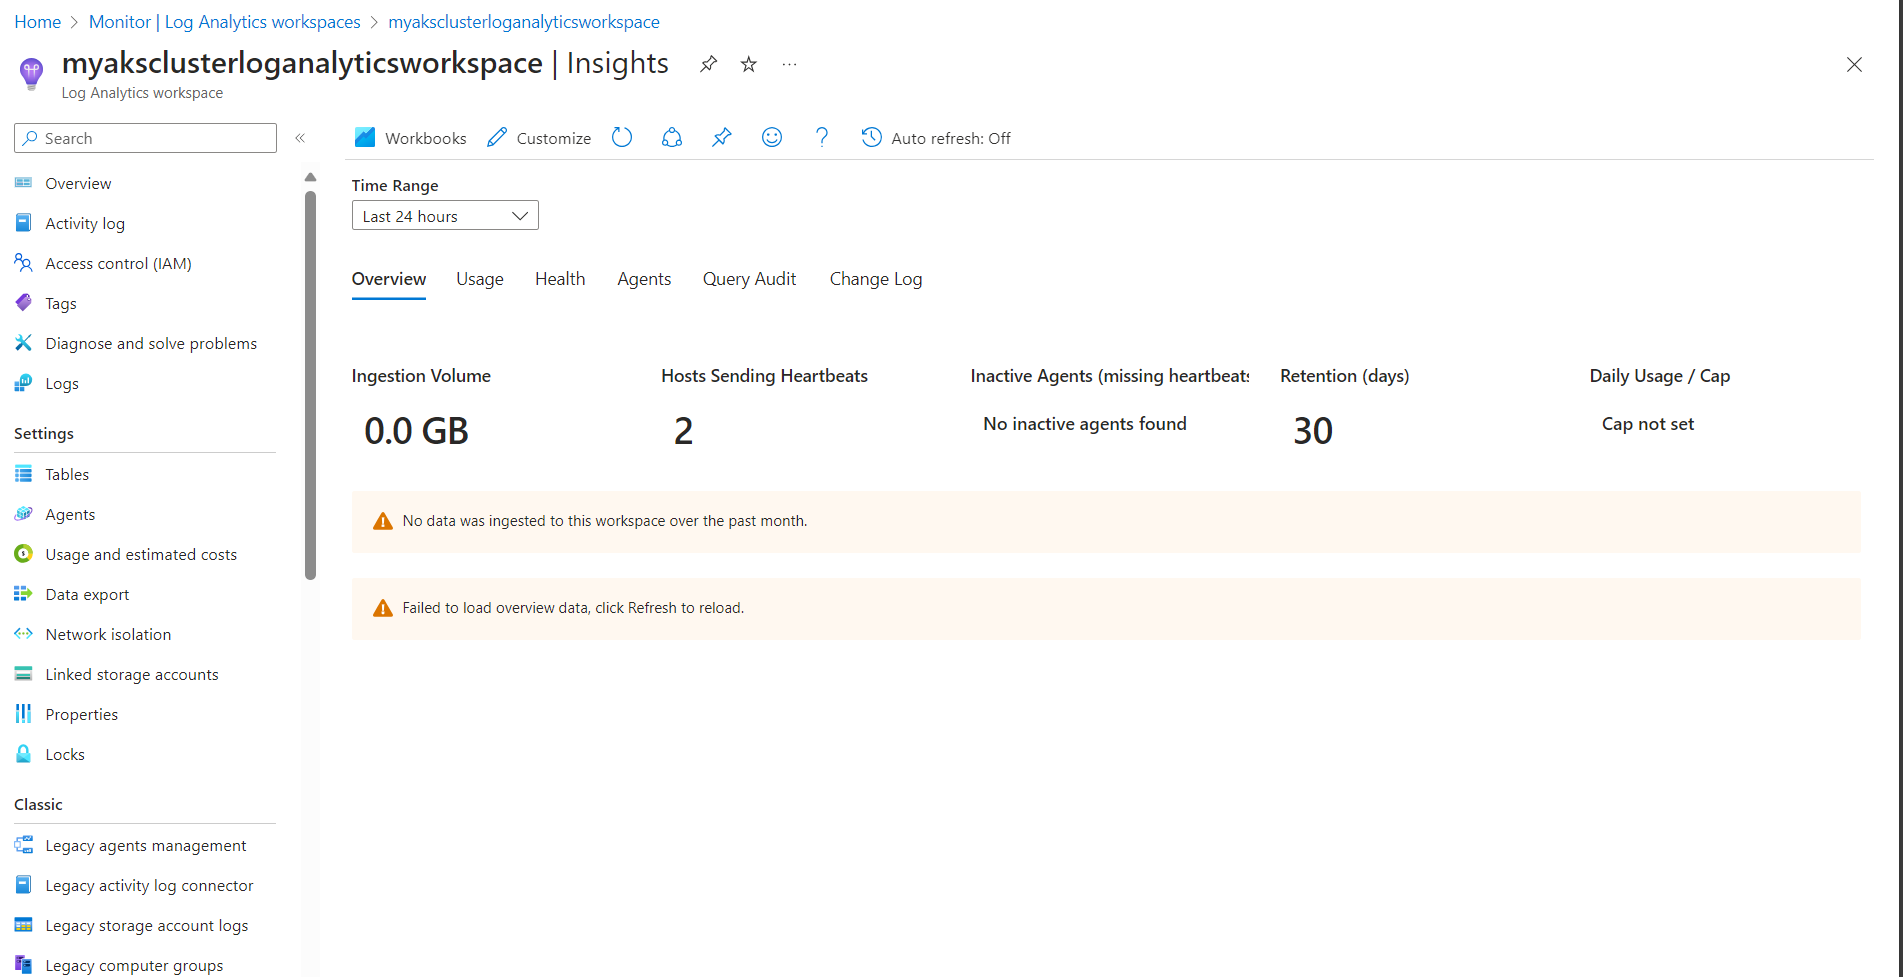 Home > Monitor | Log Analytics workspaces > myaksclusterloganalyticsworkspace
myaksclusterloganalyticsworkspace | Insights
Log Analytics workspace
Search
Workbooks Customize Auto refresh: Off
Overview
Activity log
Access control (IAM)
Tags
Diagnose and solve problems
Logs
Settings
Tables
Agents
Usage and estimated costs
Data export
Network isolation
Linked storage accounts
Properties
Locks
Classic
Legacy agents management
Legacy activity log connector
Legacy storage account logs
Legacy computer groups
Time Range
Last 24 hours
Overview Usage Health Agents Query Audit Change Log
Ingestion Volume
0.0 GB
Hosts Sending Heartbeats
2
Inactive Agents (missing heartbeats
No inactive agents found
Retention (days)
30
Daily Usage / Cap
Cap not set
No data was ingested to this workspace over the past month.
Failed to load overview data, click Refresh to reload.